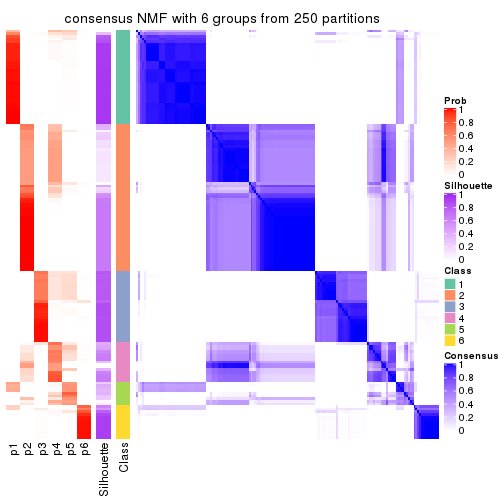 consensus NMF with 6 groups from 250 partitions
Prob
1
0.8
0.6
0.4
0.2
0
Silhouette
1
0.8
0.6
0.4
0.2
0
Class
1
2
3
4
5
6
Consensus
1
0.8
0.6
0.4
0.2
0
p1
p2
p3
p4
p5
p6
Silhouette
Class